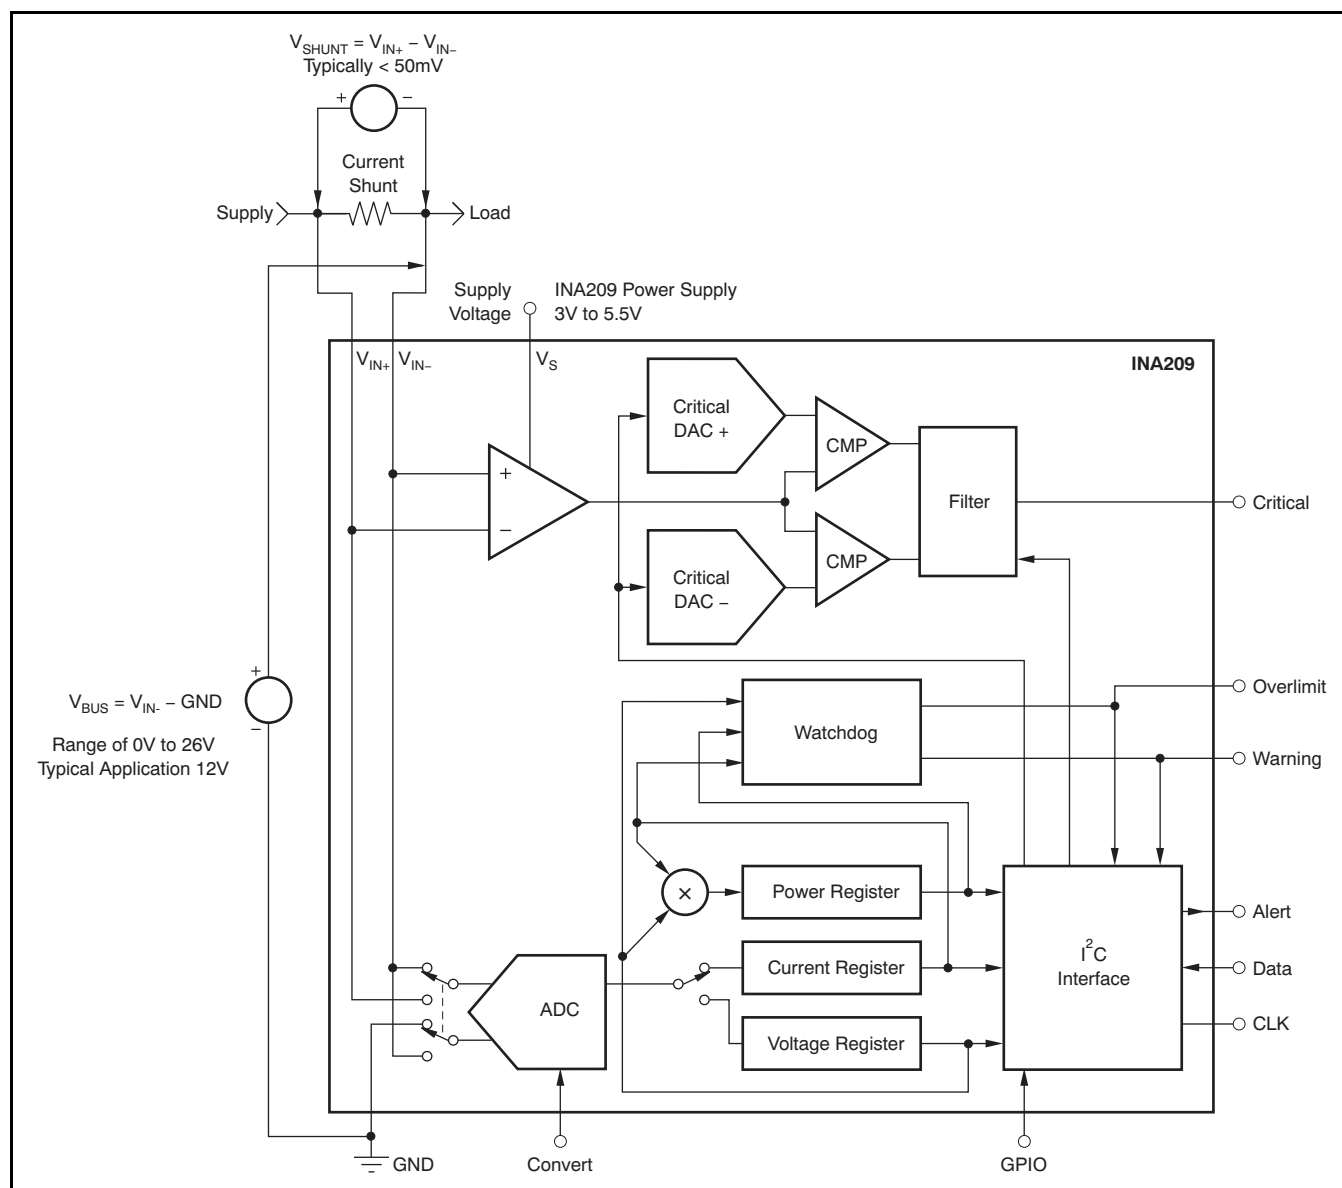 V_SHUNT = V_IN+ − V_IN−
Typically < 50mV
+ −
Current
Shunt
Supply
Load
Supply
Voltage
INA209 Power Supply
3V to 5.5V
V_IN+
V_IN−
V_S
INA209
Critical
DAC +
CMP
+
−
Filter
Critical
CMP
Critical
DAC −
+
V_BUS = V_IN- − GND
−
Range of 0V to 26V
Typical Application 12V
Overlimit
Watchdog
Warning
×
Power Register
Alert
I²C
Interface
Current Register
Data
ADC
Voltage Register
CLK
GND
Convert
GPIO